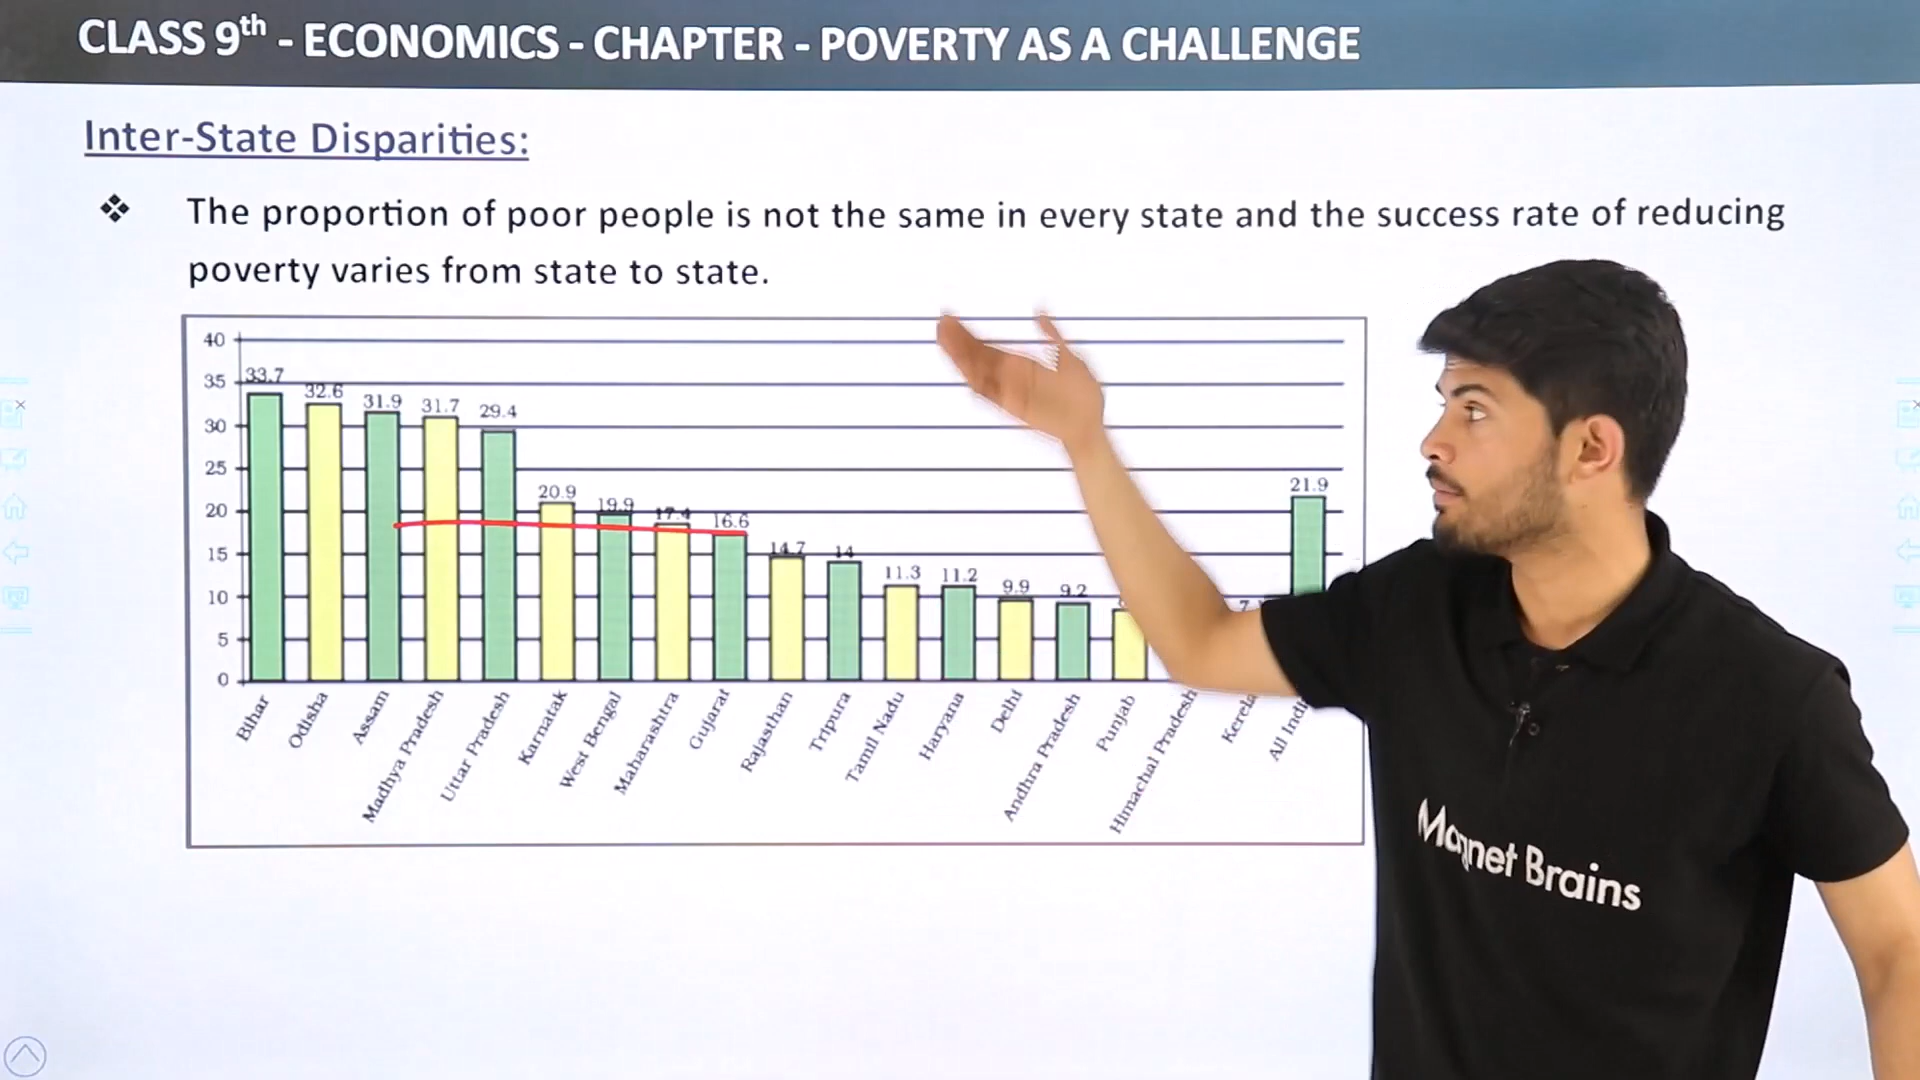 CLASS 9th - ECONOMICS - CHAPTER - POVERTY AS A CHALLENGE
Inter-State Disparities:
❖ The proportion of poor people is not the same in every state and the success rate of reducing
poverty varies from state to state.
40
35
30
25
20
15
10
5
0
33.7
32.6
31.9
31.7
29.4
20.9
19.9
17.4
16.6
14.7
14
11.3
11.2
9.9
9.2
21.9
Bihar
Odisha
Assam
Madhya Pradesh
Uttar Pradesh
Karnatak
West Bengal
Maharashtra
Gujarat
Rajasthan
Tripura
Tamil Nadu
Haryana
Delhi
Andhra Pradesh
Punjab
Himachal Pradesh
Kerela
All Indi
Magnet Brains